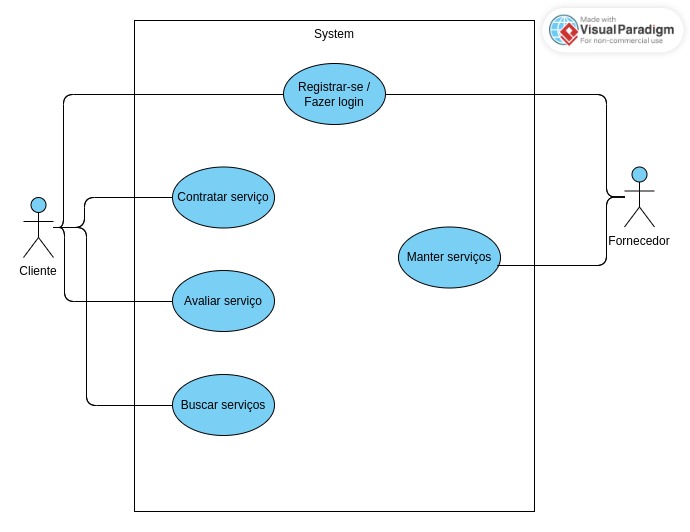 System
Made with
Visual Paradigm
For non-commercial use
Registrar-se /
Fazer login
Contratar serviço
Manter serviços
Fornecedor
Cliente
Avaliar serviço
Buscar serviços